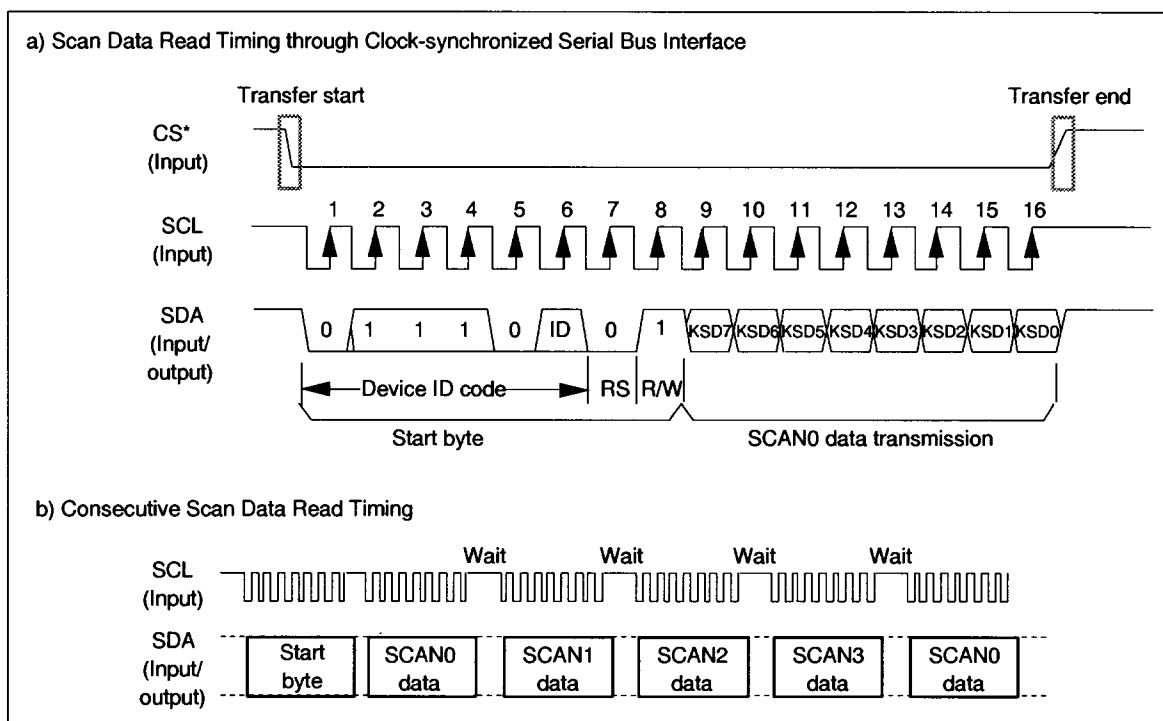 a) Scan Data Read Timing through Clock-synchronized Serial Bus Interface
Transfer start
Transfer end
CS*
(Input)
1 2 3 4 5 6 7 8 9 10 11 12 13 14 15 16
SCL
(Input)
SDA
(Input/
output)
0 1 1 1 0 ID 0 1 KSD7 KSD6 KSD5 KSD4 KSD3 KSD2 KSD1 KSD0
Device ID code RS R/W
Start byte SCAN0 data transmission
b) Consecutive Scan Data Read Timing
Wait Wait Wait Wait
SCL
(Input)
SDA
(Input/
output)
Start
byte
SCAN0
data
SCAN1
data
SCAN2
data
SCAN3
data
SCAN0
data